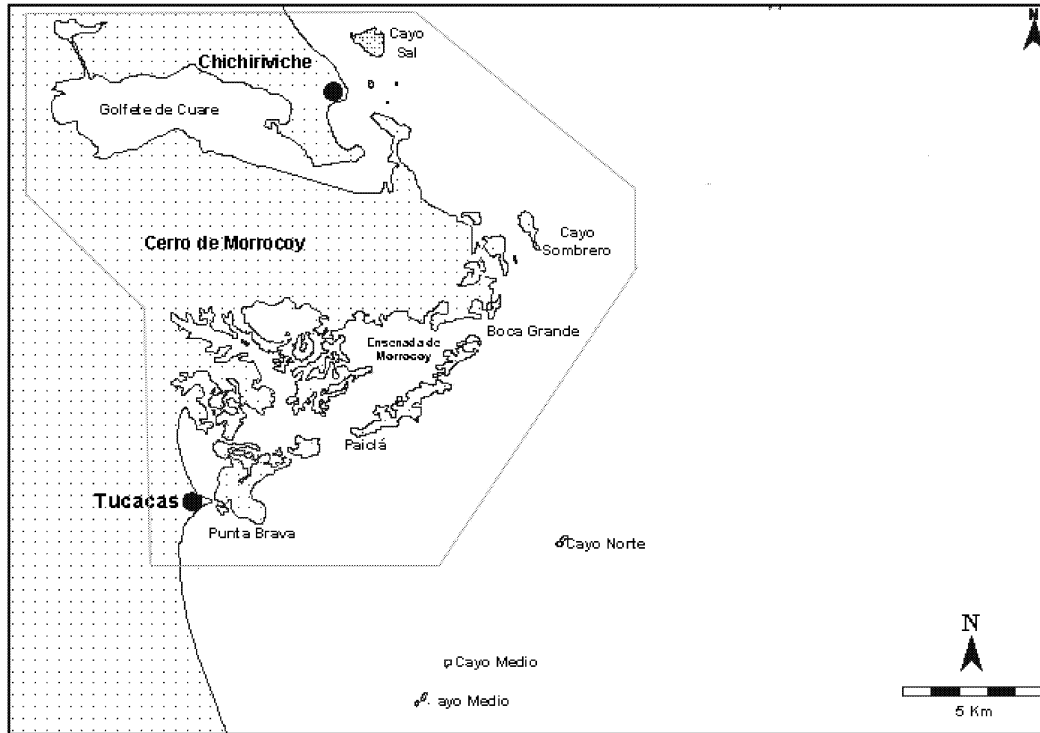 N
Cayo
Sal
Chichiriviche
Golfete de Cuare
Cayo
Sombrero
Cerro de Morrocoy
Boca Grande
Ensenada de
Morrocoy
Paiclá
Tucacas
Punta Brava
Cayo Norte
N
Cayo Medio
ayo Medio
5 Km